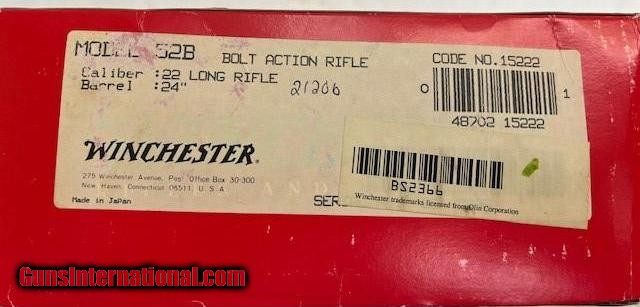 MODEL 52B BOLT ACTION RIFLE CODE NO.15222
Caliber :22 LONG RIFLE
Barrel :24"
21206
0 1
48702 15222
WINCHESTER®
275 Winchester Avenue, Post Office Box 30-300
New Haven, Connecticut 06511, U.S.A.
Made in Japan
SER
BS2366
Winchester trademarks licensed from Olin Corporation
GunsInternational.com